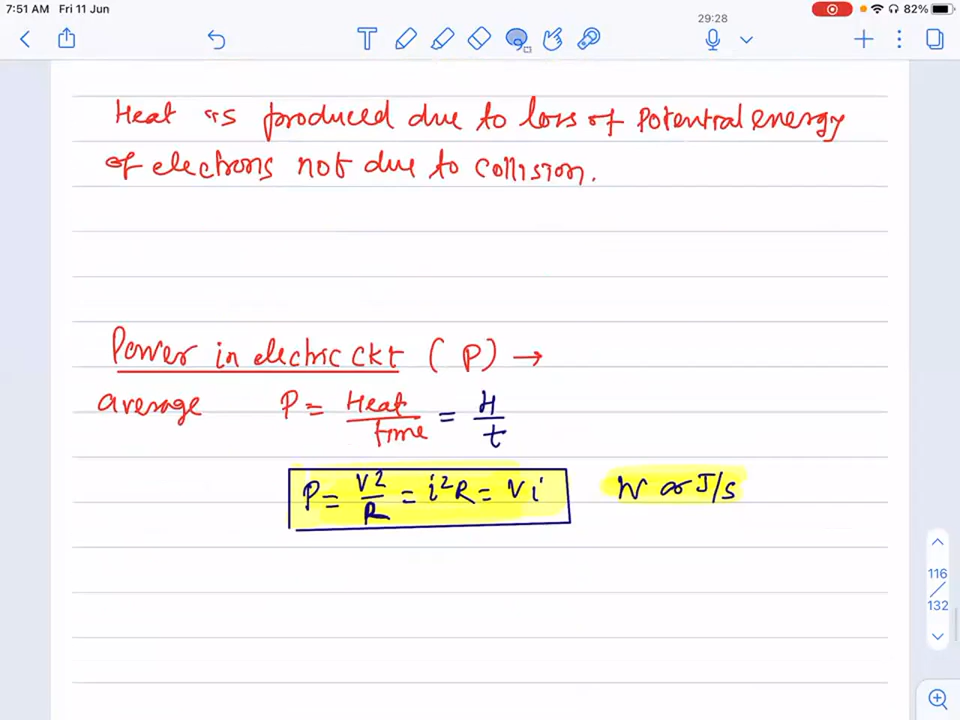 7:51 AM Fri 11 Jun 82%
29:28
Heat is produced due to loss of Potential energy
of electrons not due to collision.
Power in electric ckt ( P ) →
average P = Heat/time = H/t
P = V²/R = i²R = Vi W or J/s
116
/
132